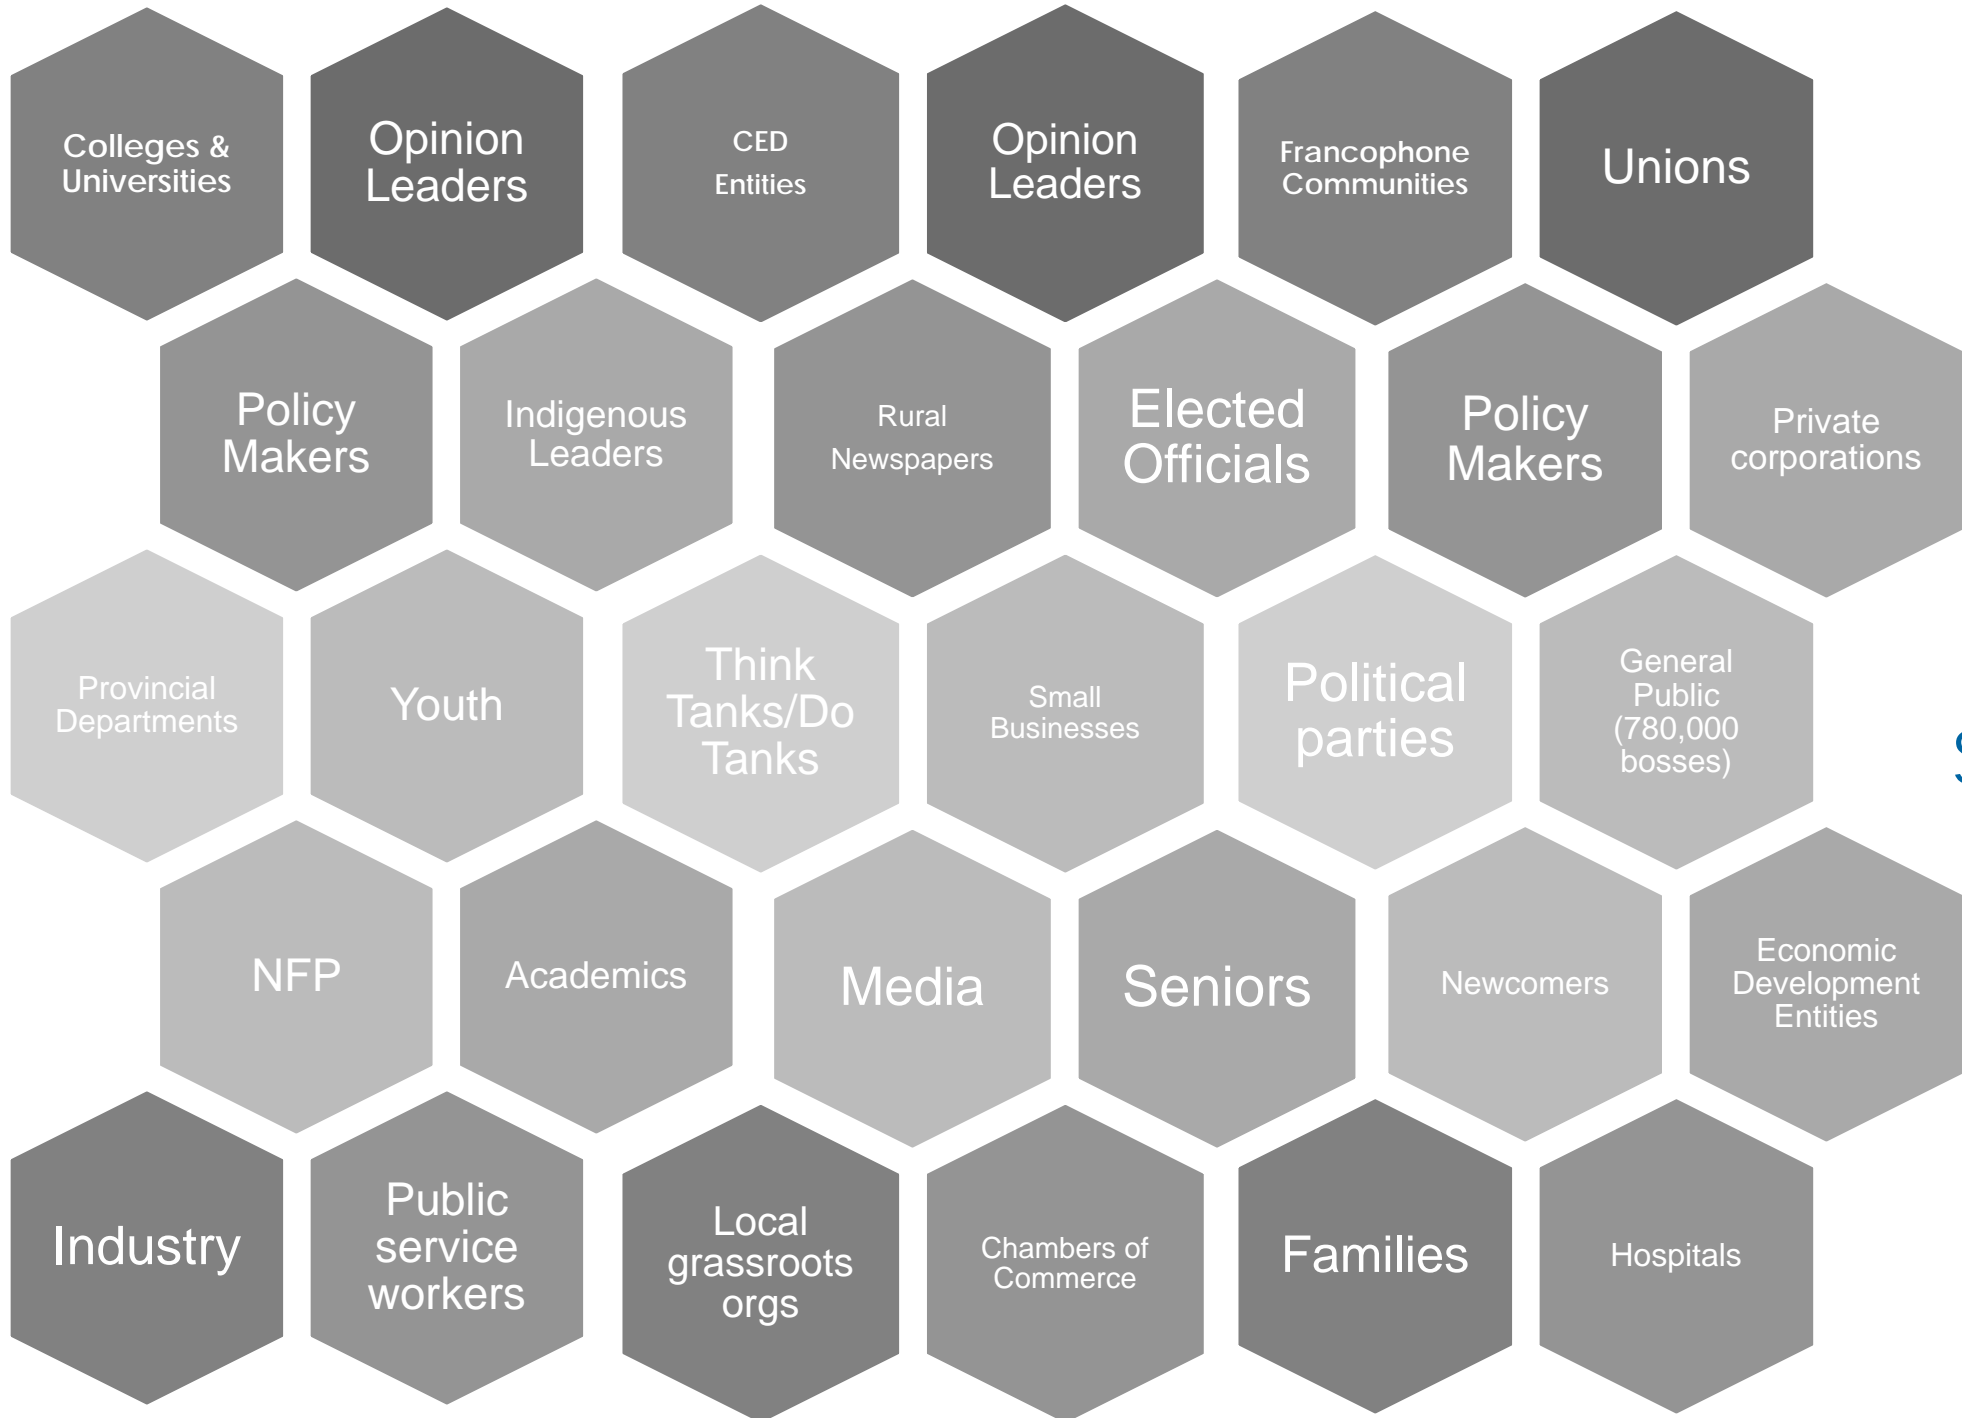 Colleges &
Universities
Opinion
Leaders
CED
Entities
Opinion
Leaders
Francophone
Communities
Unions
Policy
Makers
Indigenous
Leaders
Rural
Newspapers
Elected
Officials
Policy
Makers
Private
corporations
Provincial
Departments
Youth
Think
Tanks/Do
Tanks
Small
Businesses
Political
parties
General
Public
(780,000
bosses)
S
NFP
Academics
Media
Seniors
Newcomers
Economic
Development
Entities
Industry
Public
service
workers
Local
grassroots
orgs
Chambers of
Commerce
Families
Hospitals